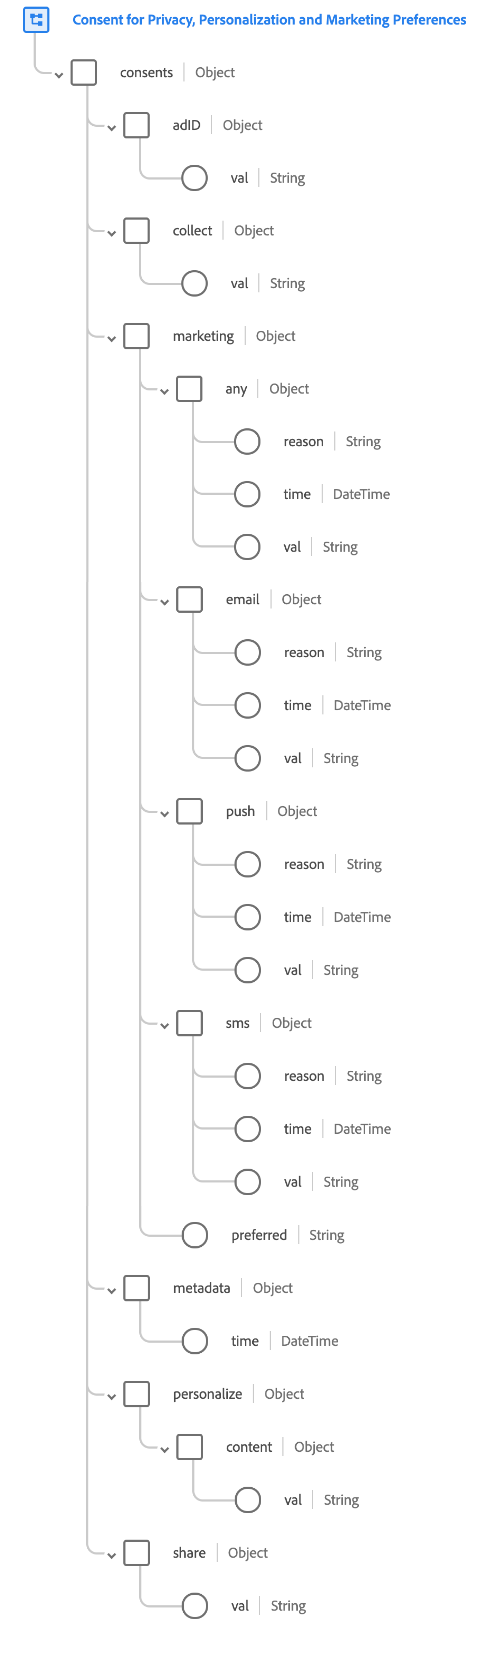 Consent for Privacy, Personalization and Marketing Preferences
consents Object
adID Object
val String
collect Object
val String
marketing Object
any Object
reason String
time DateTime
val String
email Object
reason String
time DateTime
val String
push Object
reason String
time DateTime
val String
sms Object
reason String
time DateTime
val String
preferred String
metadata Object
time DateTime
personalize Object
content Object
val String
share Object
val String